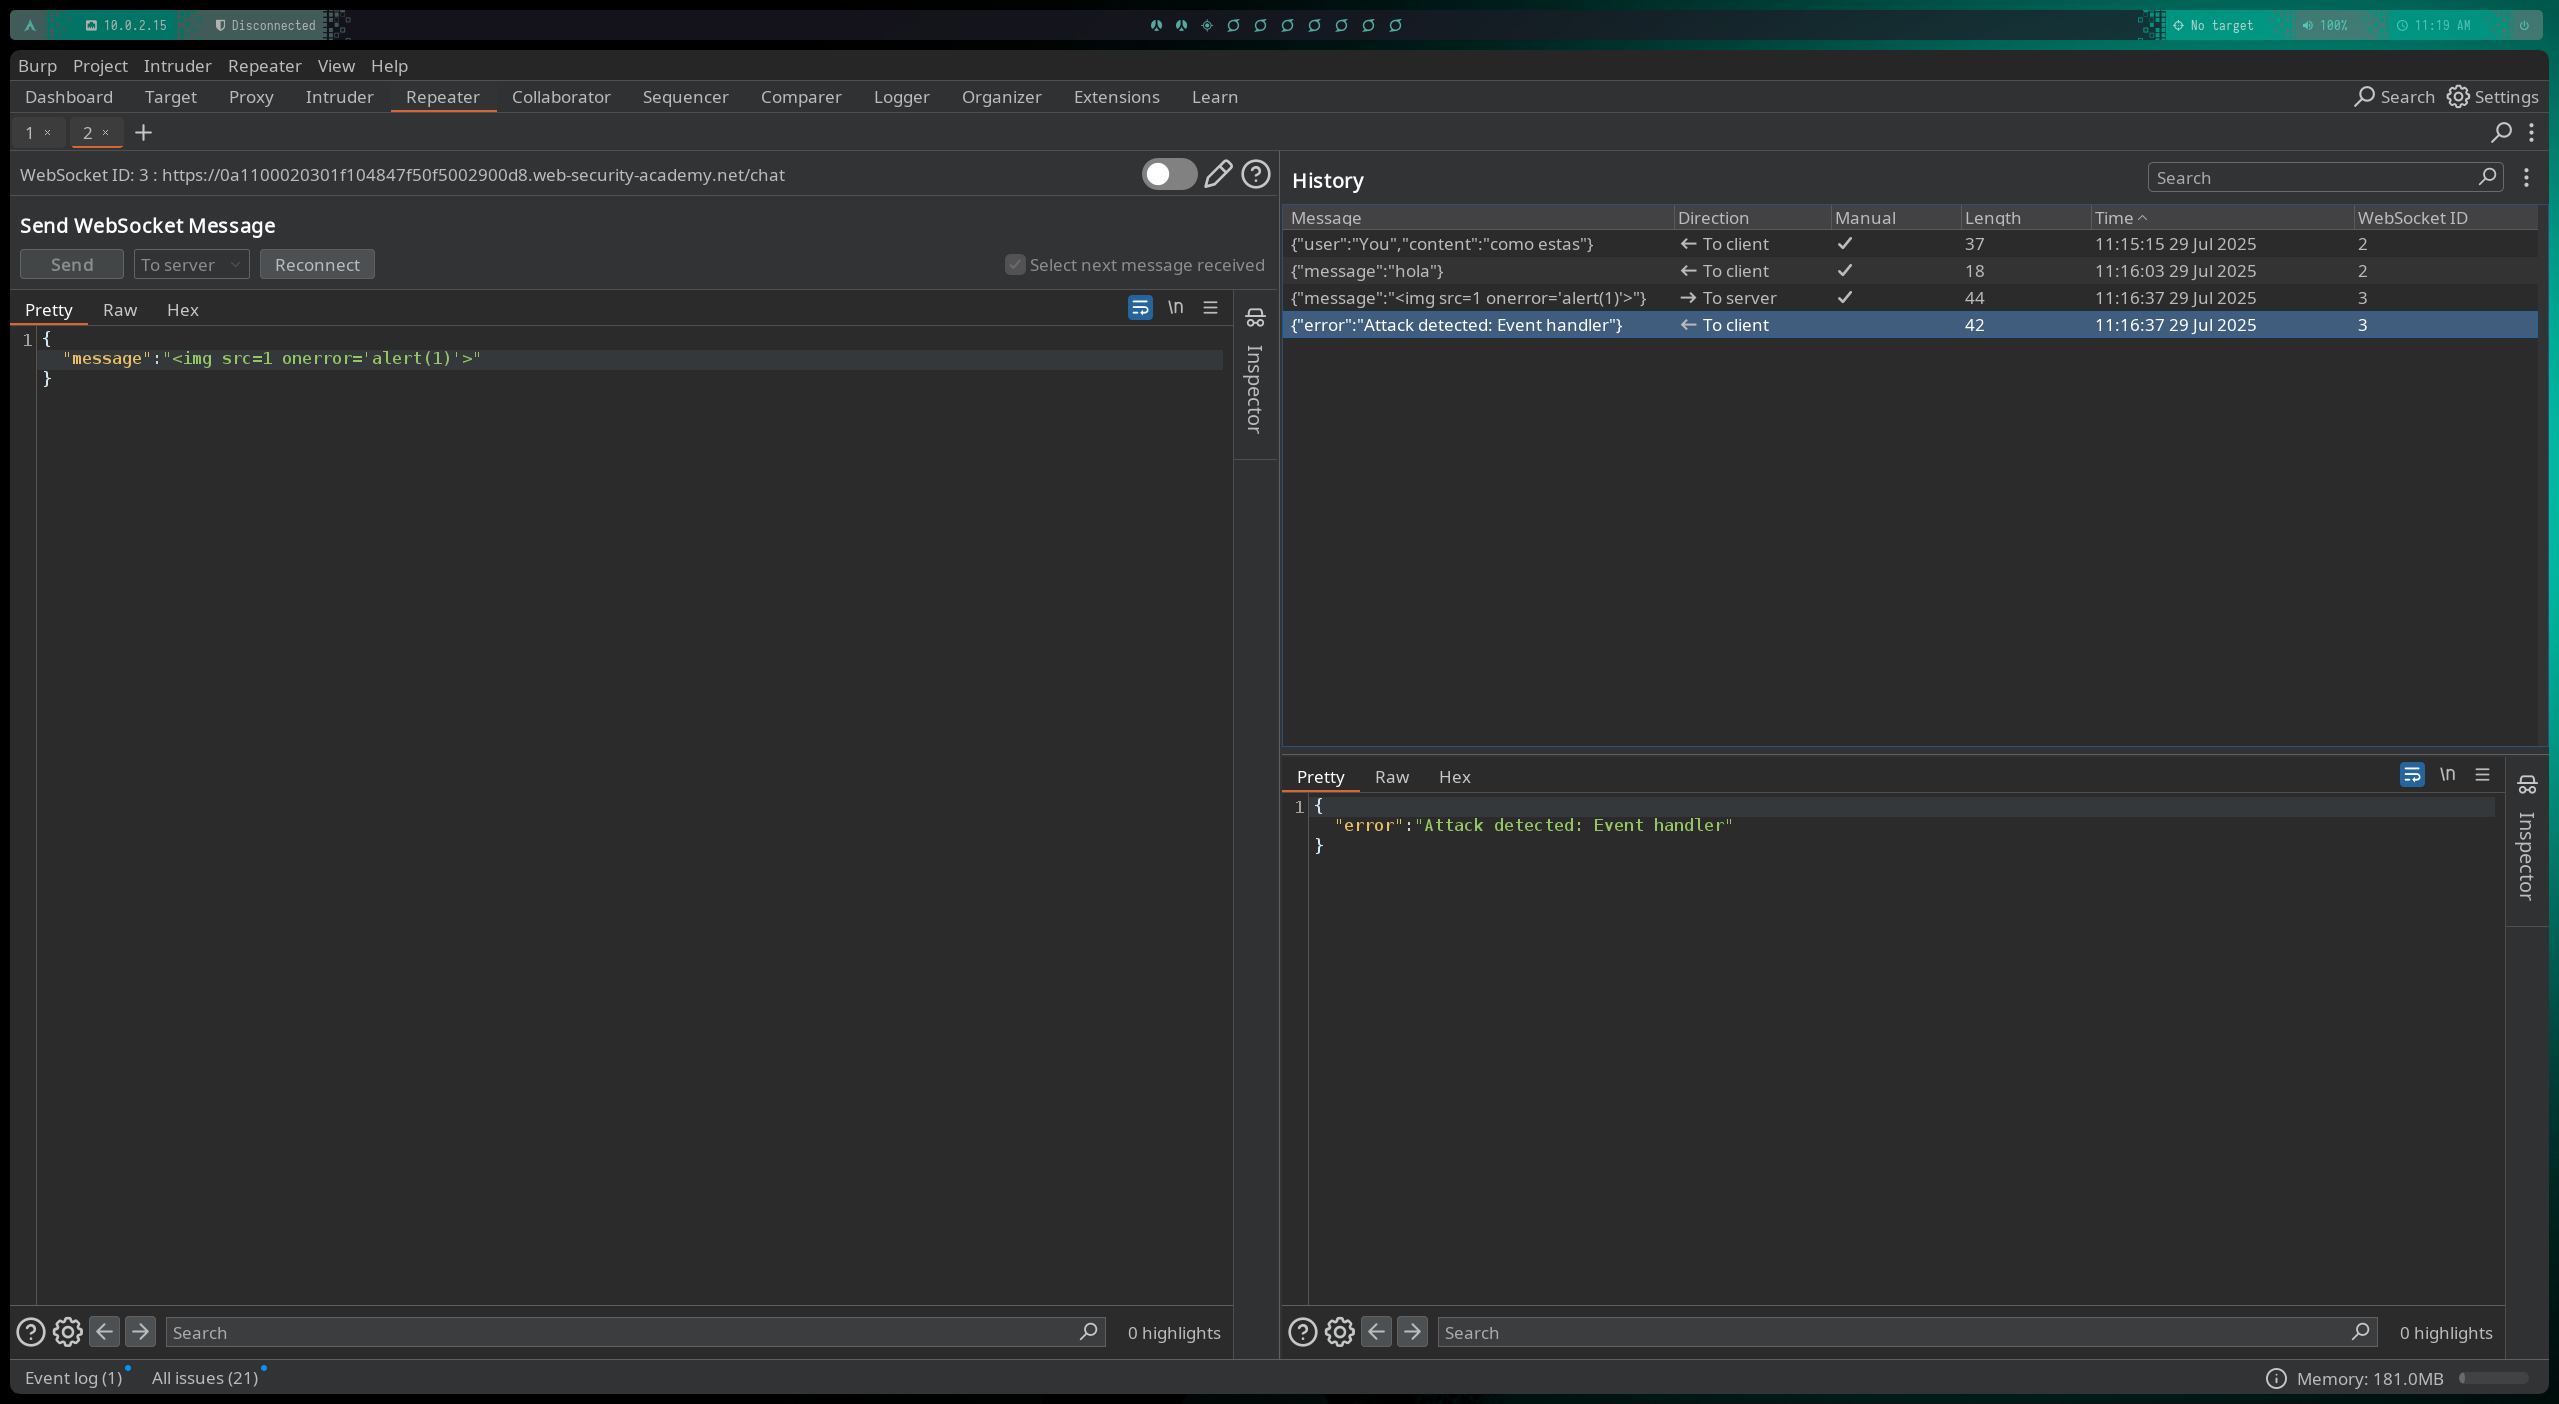 10.0.2.15 Disconnected No target 100% 11:19 AM
Burp Project Intruder Repeater View Help
Dashboard Target Proxy Intruder Repeater Collaborator Sequencer Comparer Logger Organizer Extensions Learn Search Settings
1 × 2 × +
WebSocket ID: 3 : https://0a1100020301f104847f50f5002900d8.web-security-academy.net/chat
Send WebSocket Message
Send To server Reconnect Select next message received
Pretty Raw Hex \n
Inspector
1 {
"message":"<img src=1 onerror='alert(1)'>"
}
Search 0 highlights
History Search
Message Direction Manual Length Time WebSocket ID
{"user":"You","content":"como estas"} ← To client ✓ 37 11:15:15 29 Jul 2025 2
{"message":"hola"} ← To client ✓ 18 11:16:03 29 Jul 2025 2
{"message":"<img src=1 onerror='alert(1)'>"} → To server ✓ 44 11:16:37 29 Jul 2025 3
{"error":"Attack detected: Event handler"} ← To client 42 11:16:37 29 Jul 2025 3
Pretty Raw Hex \n
Inspector
1 {
"error":"Attack detected: Event handler"
}
Search 0 highlights
Event log (1) All issues (21) Memory: 181.0MB